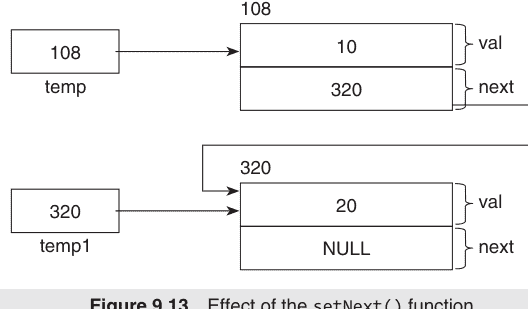 108
108
10
val
temp
320
next
320
320
20
val
temp1
NULL
next
Figure 9.13 Effect of the setNext() function